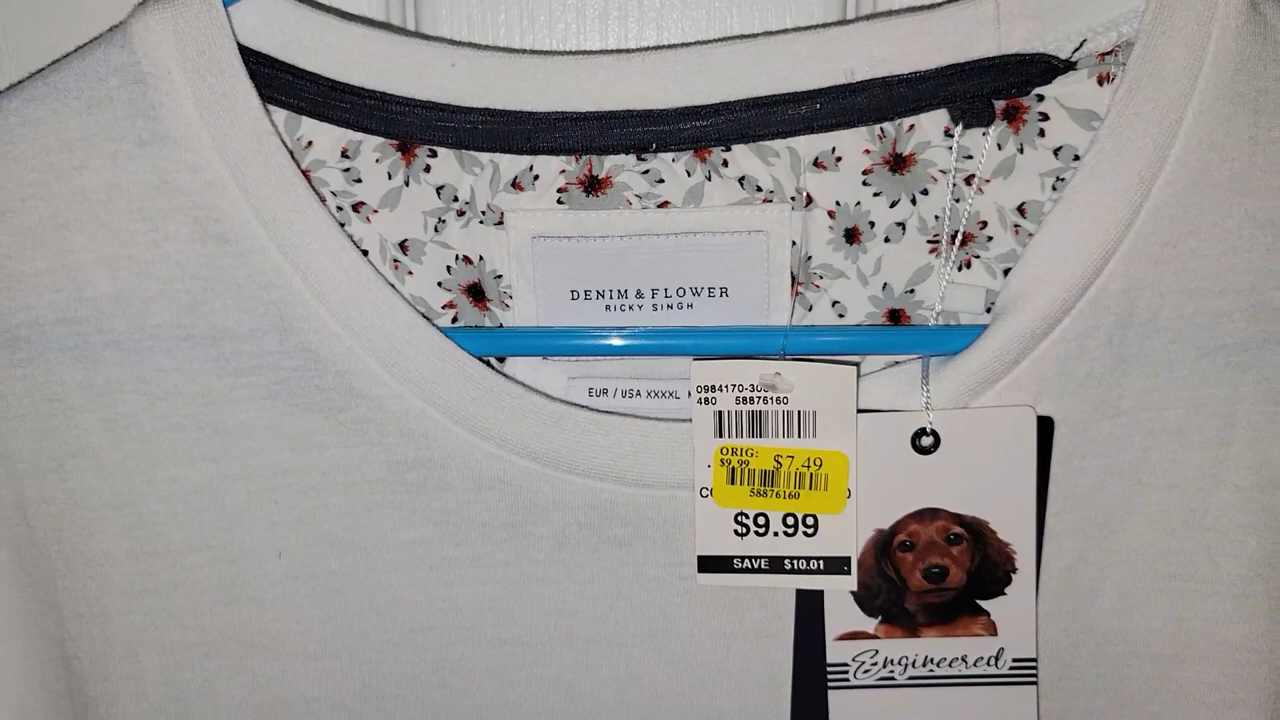 DENIM & FLOWER
RICKY SINGH
EUR / USA XXXXL
480 58876160
ORIG:
$9.99 $7.49
58876160
$9.99
SAVE $10.01
Engineered